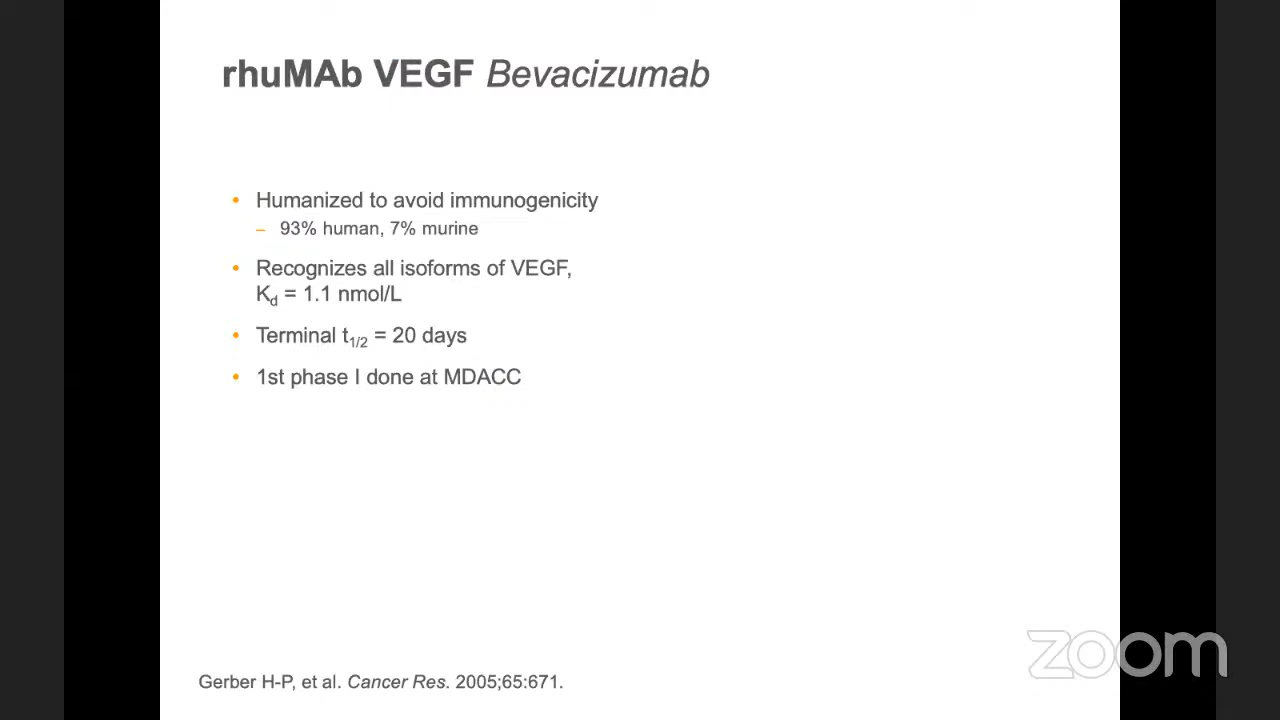 rhuMAb VEGF Bevacizumab
• Humanized to avoid immunogenicity
– 93% human, 7% murine
• Recognizes all isoforms of VEGF,
Kd = 1.1 nmol/L
• Terminal t1/2 = 20 days
• 1st phase I done at MDACC
zoom
Gerber H-P, et al. Cancer Res. 2005;65:671.